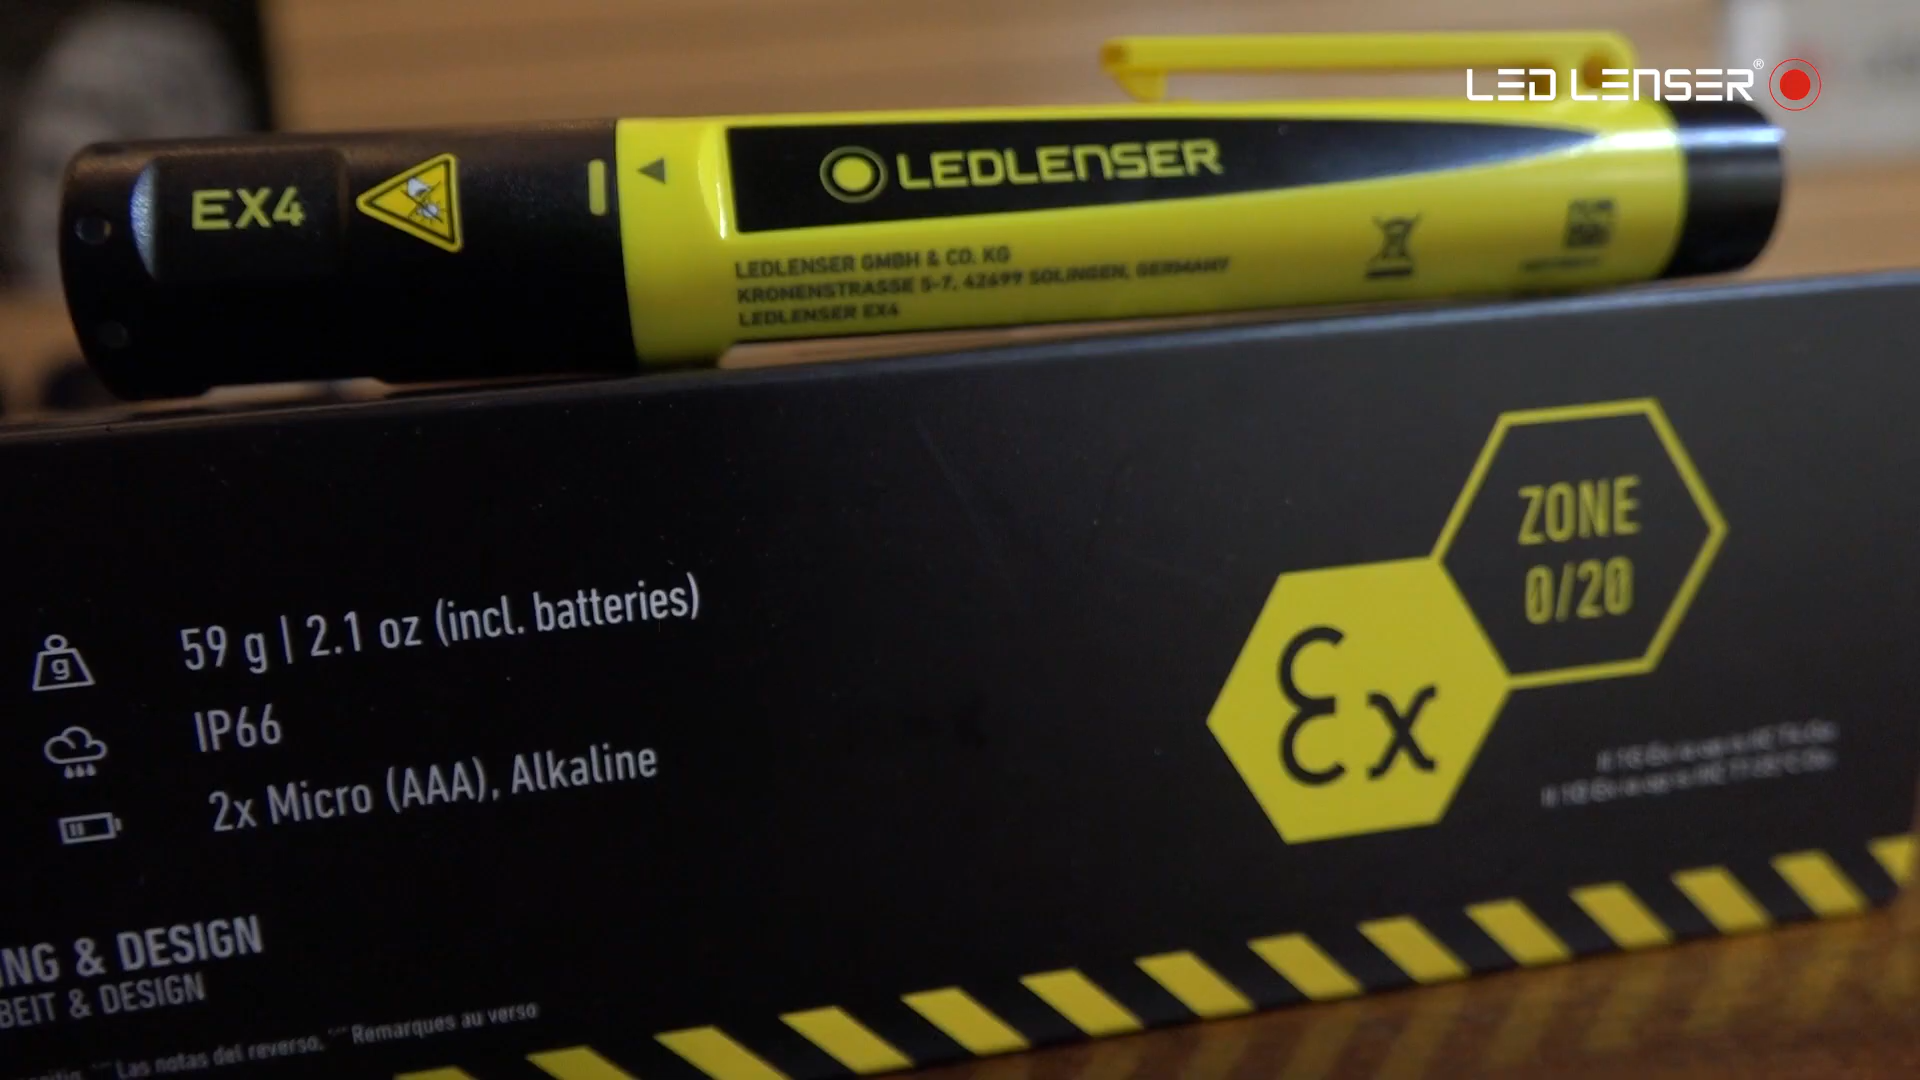 LED LENSER®
EX4
LEDLENSER
LEDLENSER GMBH & CO. KG
KRONENSTRASSE 5-7, 42699 SOLINGEN, GERMANY
LEDLENSER EX4
ZONE
0/20
Ex
g
59 g | 2.1 oz (incl. batteries)
IP66
2x Micro (AAA), Alkaline
NG & DESIGN
BEIT & DESIGN
Las notas del reverso, Remarques au verso